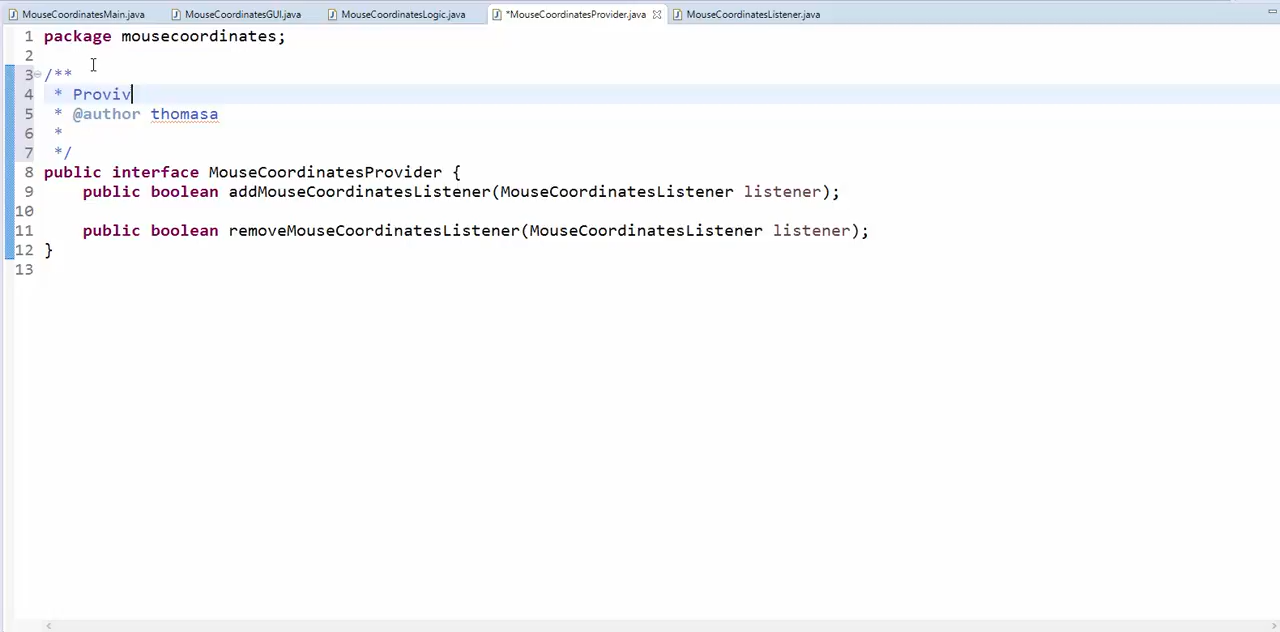 MouseCoordinatesMain.java MouseCoordinatesGUI.java MouseCoordinatesLogic.java *MouseCoordinatesProvider.java MouseCoordinatesListener.java
1 package mousecoordinates;
2
3 /**
4 * Proviv
5 * @author thomasa
6 *
7 */
8 public interface MouseCoordinatesProvider {
9 public boolean addMouseCoordinatesListener(MouseCoordinatesListener listener);
10
11 public boolean removeMouseCoordinatesListener(MouseCoordinatesListener listener);
12 }
13